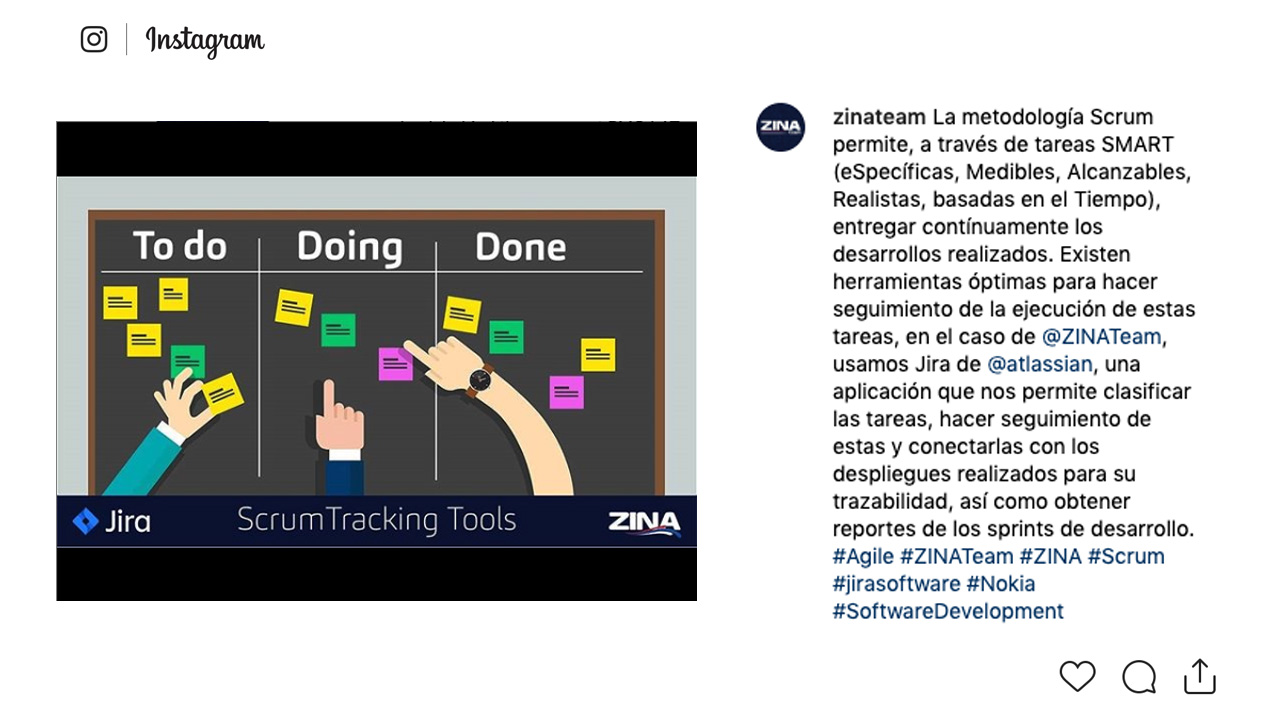 Instagram
To do
Doing
Done
Jira
ScrumTracking Tools
ZINA
ZINA
zinateam La metodología Scrum
permite, a través de tareas SMART
(eSpecíficas, Medibles, Alcanzables,
Realistas, basadas en el Tiempo),
entregar contínuamente los
desarrollos realizados. Existen
herramientas óptimas para hacer
seguimiento de la ejecución de estas
tareas, en el caso de @ZINATeam,
usamos Jira de @atlassian, una
aplicación que nos permite clasificar
las tareas, hacer seguimiento de
estas y conectarlas con los
despliegues realizados para su
trazabilidad, así como obtener
reportes de los sprints de desarrollo.
#Agile #ZINATeam #ZINA #Scrum
#jirasoftware #Nokia
#SoftwareDevelopment